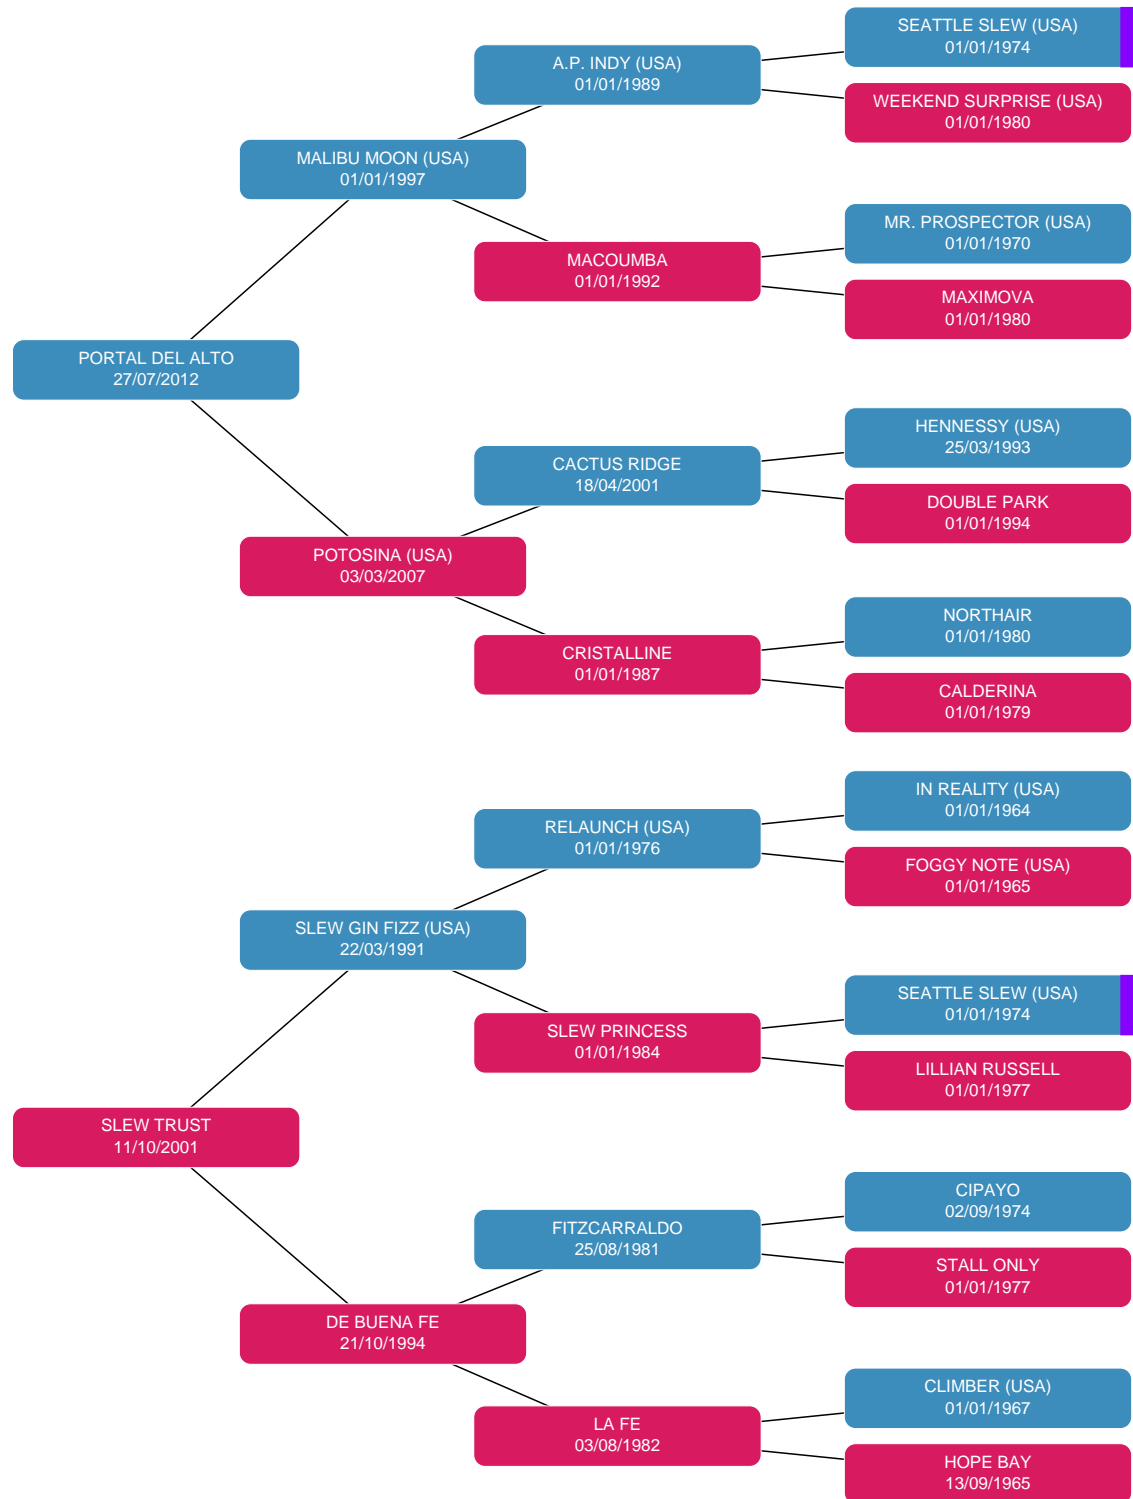 SEATTLE SLEW (USA)
01/01/1974
A.P. INDY (USA)
01/01/1989
WEEKEND SURPRISE (USA)
01/01/1980
MALIBU MOON (USA)
01/01/1997
MR. PROSPECTOR (USA)
01/01/1970
MACOUMBA
01/01/1992
MAXIMOVA
01/01/1980
PORTAL DEL ALTO
27/07/2012
HENNESSY (USA)
25/03/1993
CACTUS RIDGE
18/04/2001
DOUBLE PARK
01/01/1994
POTOSINA (USA)
03/03/2007
NORTHAIR
01/01/1980
CRISTALLINE
01/01/1987
CALDERINA
01/01/1979
IN REALITY (USA)
01/01/1964
RELAUNCH (USA)
01/01/1976
FOGGY NOTE (USA)
01/01/1965
SLEW GIN FIZZ (USA)
22/03/1991
SEATTLE SLEW (USA)
01/01/1974
SLEW PRINCESS
01/01/1984
LILLIAN RUSSELL
01/01/1977
SLEW TRUST
11/10/2001
CIPAYO
02/09/1974
FITZCARRALDO
25/08/1981
STALL ONLY
01/01/1977
DE BUENA FE
21/10/1994
CLIMBER (USA)
01/01/1967
LA FE
03/08/1982
HOPE BAY
13/09/1965